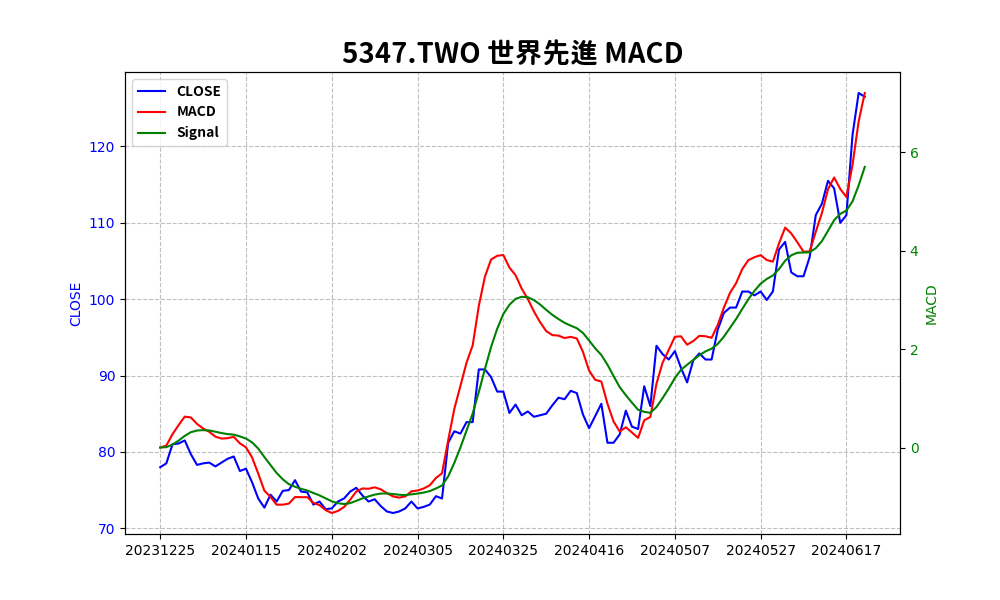 5347.TWO 世界先進 MACD
CLOSE
MACD
Signal
120
110
100
90
80
70
CLOSE
6
4
2
0
MACD
20231225 20240115 20240202 20240305 20240325 20240416 20240507 20240527 20240617